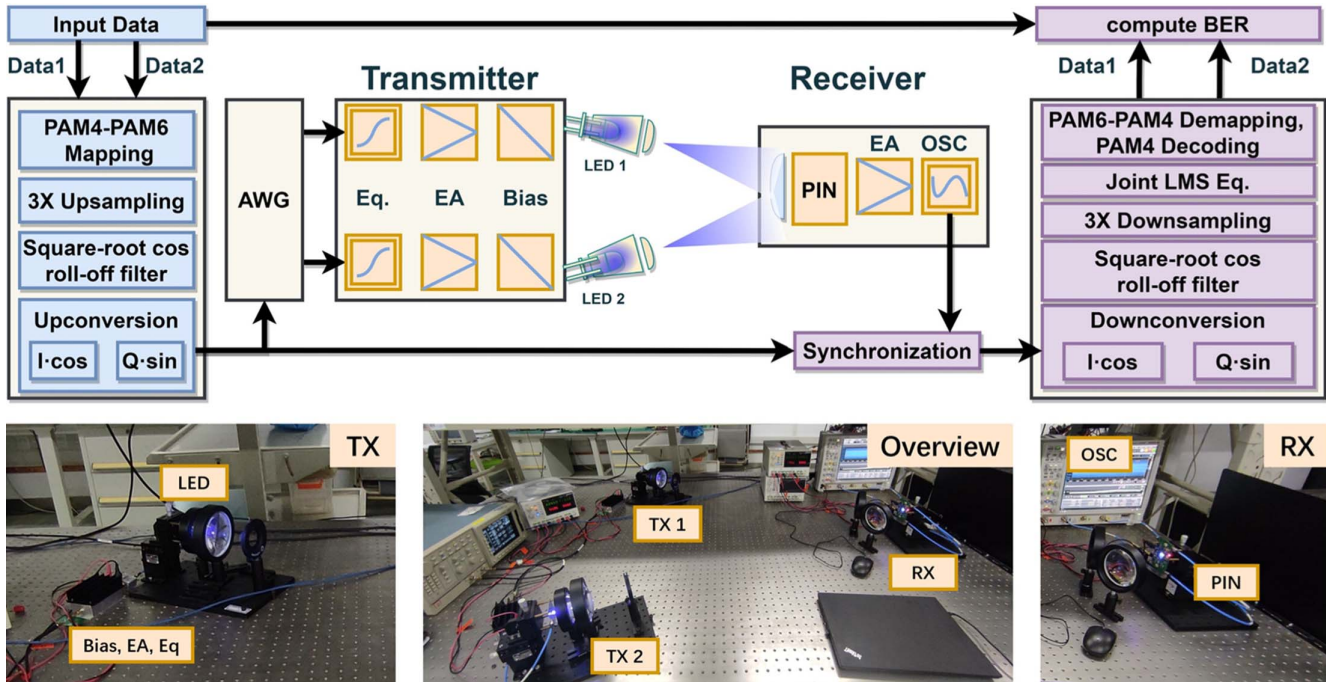 Input Data
compute BER
Data1
Data2
Transmitter
Receiver
Data1
Data2
PAM4-PAM6
Mapping
3X Upsampling
Square-root cos
roll-off filter
Upconversion
I·cos
Q·sin
AWG
Eq.
EA
Bias
LED 1
LED 2
PIN
EA
OSC
Synchronization
PAM6-PAM4 Demapping,
PAM4 Decoding
Joint LMS Eq.
3X Downsampling
Square-root cos
roll-off filter
Downconversion
I·cos
Q·sin
TX
LED
Bias, EA, Eq
Overview
TX 1
TX 2
RX
RX
OSC
PIN